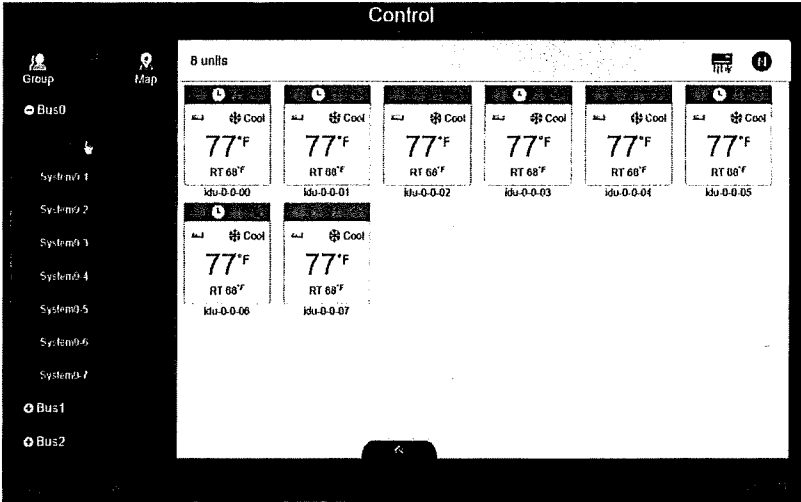 Control
Group
Map
8 units
N
Bus0
System0-1
System0-2
System0-3
System0-4
System0-5
System0-6
System0-7
Bus1
Bus2
Cool
77°F
RT 68°F
idu-0-0-00
Cool
77°F
RT 68°F
idu-0-0-01
Cool
77°F
RT 68°F
idu-0-0-02
Cool
77°F
RT 68°F
idu-0-0-03
Cool
77°F
RT 68°F
idu-0-0-04
Cool
77°F
RT 68°F
idu-0-0-05
Cool
77°F
RT 68°F
idu-0-0-06
Cool
77°F
RT 68°F
idu-0-0-07